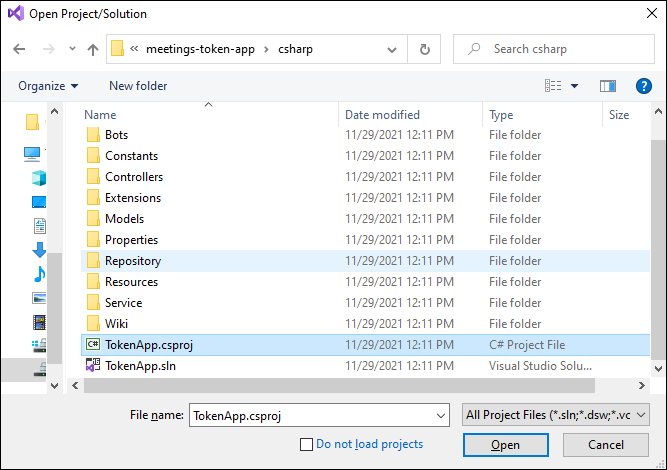 Open Project/Solution
« meetings-token-app › csharp
Search csharp
Organize New folder
Name Date modified Type Size
Bots 11/29/2021 12:11 PM File folder
Constants 11/29/2021 12:11 PM File folder
Controllers 11/29/2021 12:11 PM File folder
Extensions 11/29/2021 12:11 PM File folder
Models 11/29/2021 12:11 PM File folder
Properties 11/29/2021 12:11 PM File folder
Repository 11/29/2021 12:11 PM File folder
Resources 11/29/2021 12:11 PM File folder
Service 11/29/2021 12:11 PM File folder
Wiki 11/29/2021 12:11 PM File folder
C# TokenApp.csproj 11/29/2021 12:11 PM C# Project File
TokenApp.sln 11/29/2021 12:11 PM Visual Studio Solu...
File name: TokenApp.csproj All Project Files (*.sln;*.dsw;*.vc
Do not load projects
Open Cancel